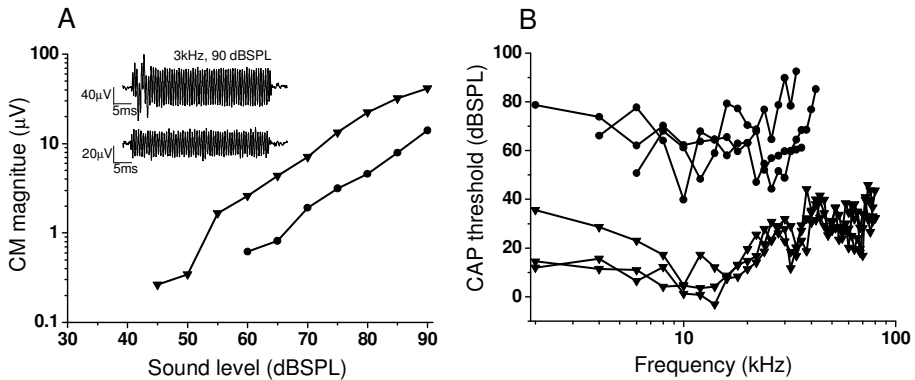 A
100
10
1
0.1
CM magnitue (μV)
3kHz, 90 dBSPL
40μV
5ms
20μV
5ms
30 40 50 60 70 80 90
Sound level (dBSPL)
B
100
80
60
40
20
0
CAP threshold (dBSPL)
10 100
Frequency (kHz)